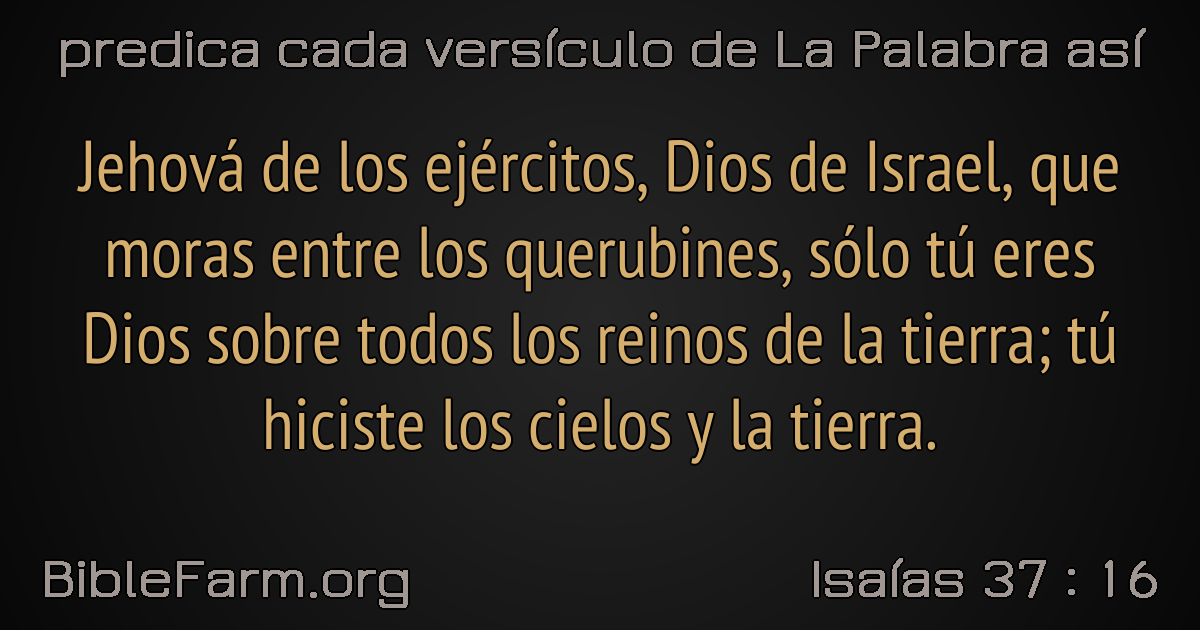 predica cada versículo de La Palabra así
Jehová de los ejércitos, Dios de Israel, que
moras entre los querubines, sólo tú eres
Dios sobre todos los reinos de la tierra; tú
hiciste los cielos y la tierra.
BibleFarm.org
Isaías 37 : 16